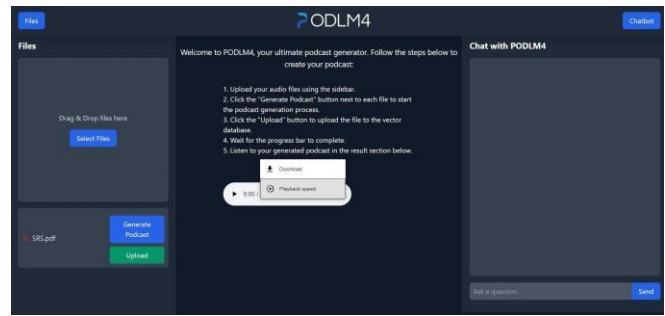 Files
PODLM4
Chatbot
Files
Drag & Drop files here
Select Files
SRS.pdf
Generate
Podcast
Upload
Welcome to PODLM4, your ultimate podcast generator. Follow the steps below to
create your podcast:
1. Upload your audio files using the sidebar.
2. Click the "Generate Podcast" button next to each file to start
the podcast generation process.
3. Click the "Upload" button to upload the file to the vector
database.
4. Wait for the progress bar to complete.
5. Listen to your generated podcast in the result section below.
Download
Playback speed
0:00 /
Chat with PODLM4
Ask a question...
Send